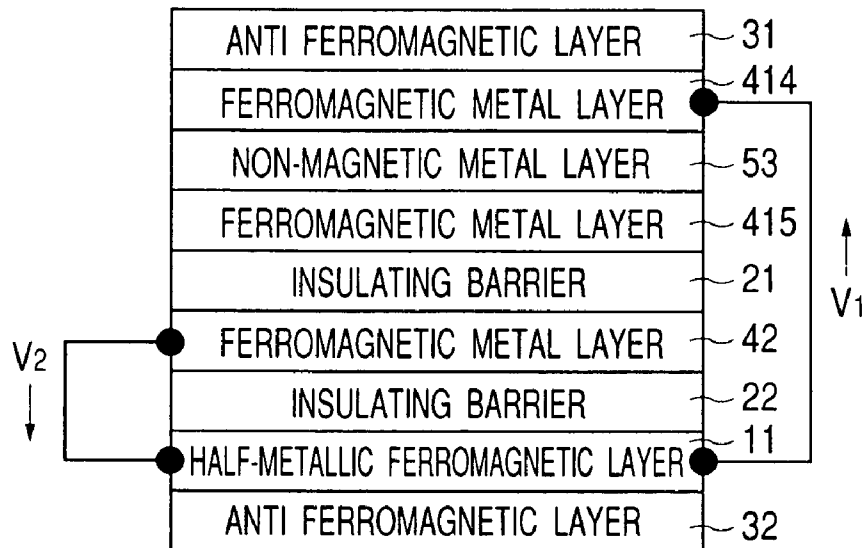 ANTI FERROMAGNETIC LAYER 31
FERROMAGNETIC METAL LAYER 414
NON-MAGNETIC METAL LAYER 53
FERROMAGNETIC METAL LAYER 415
INSULATING BARRIER 21
V1
FERROMAGNETIC METAL LAYER 42
V2
INSULATING BARRIER 22
HALF-METALLIC FERROMAGNETIC LAYER 11
ANTI FERROMAGNETIC LAYER 32